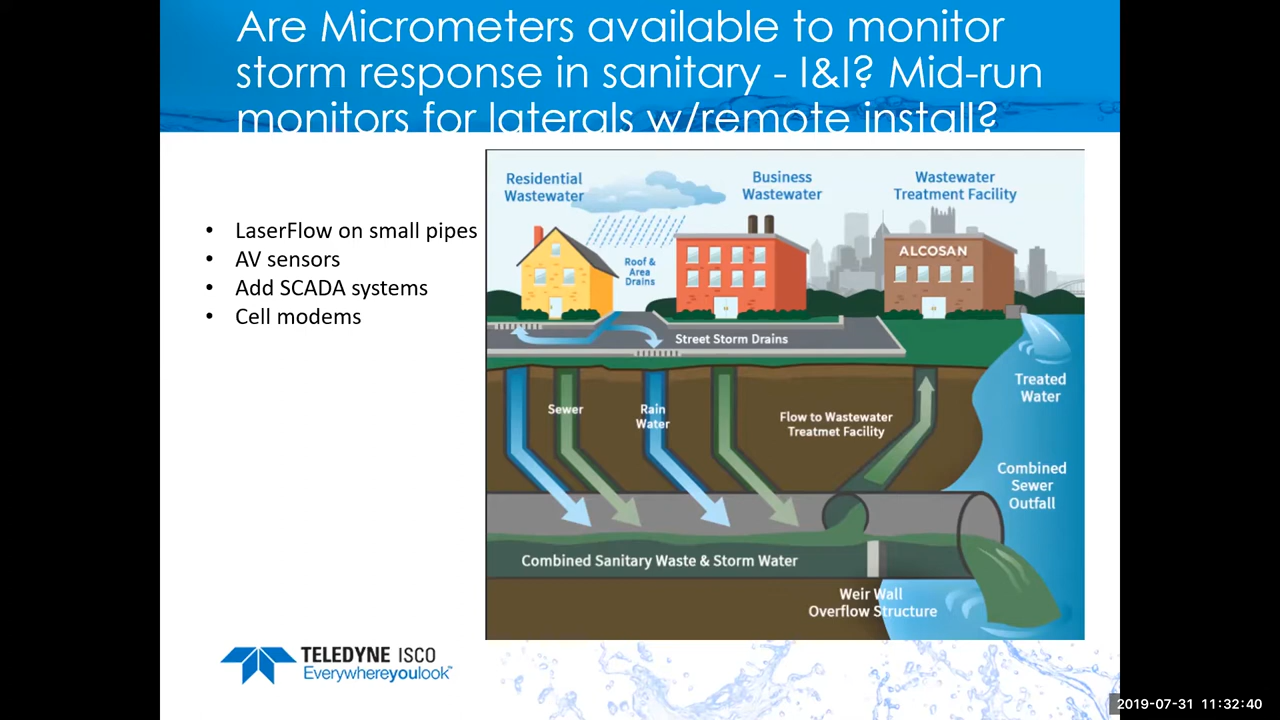 Are Micrometers available to monitor
storm response in sanitary - I&I? Mid-run
monitors for laterals w/remote install?
• LaserFlow on small pipes
• AV sensors
• Add SCADA systems
• Cell modems
Residential
Wastewater
Business
Wastewater
Wastewater
Treatment Facility
Roof &
Area
Drains
ALCOSAN
Street Storm Drains
Treated
Water
Sewer
Rain
Water
Flow to Wastewater
Treatmet Facility
Combined
Sewer
Outfall
Combined Sanitary Waste & Storm Water
Weir Wall
Overflow Structure
TELEDYNE ISCO
Everywhereyoulook™
2019-07-31 11:32:40